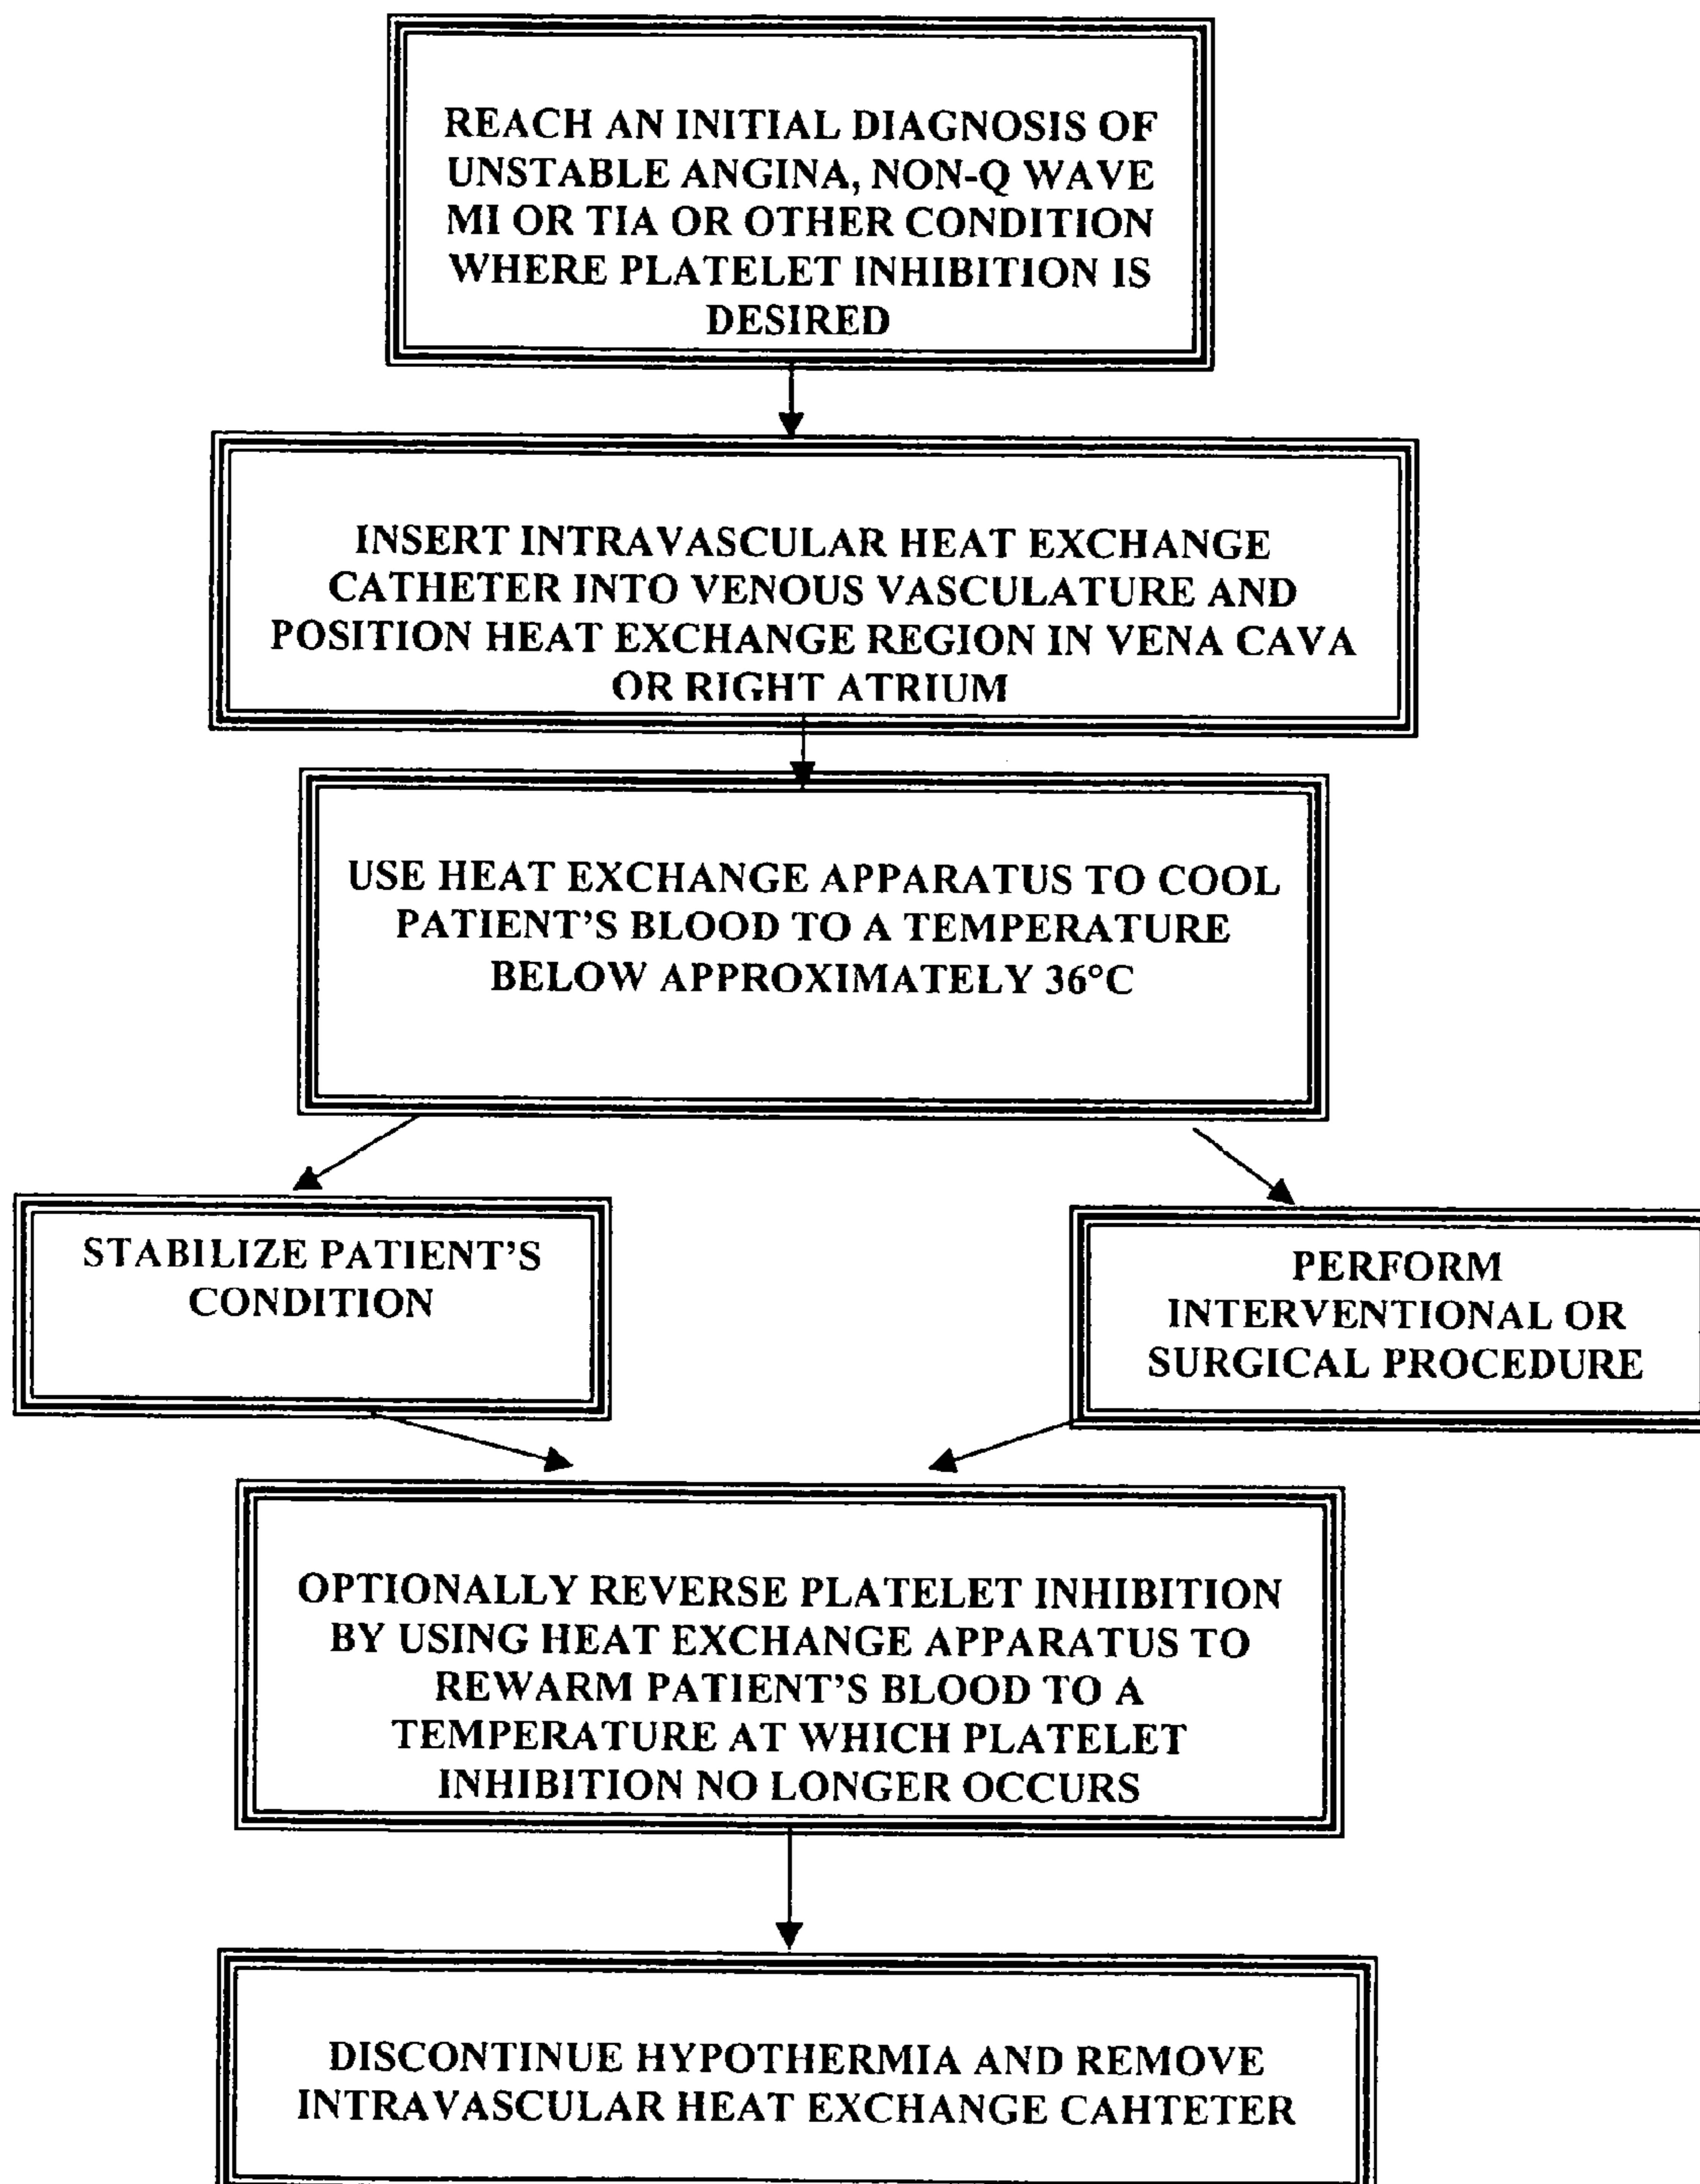 REACH AN INITIAL DIAGNOSIS OF
UNSTABLE ANGINA, NON-Q WAVE
MI OR TIA OR OTHER CONDITION
WHERE PLATELET INHIBITION IS
DESIRED
INSERT INTRAVASCULAR HEAT EXCHANGE
CATHETER INTO VENOUS VASCULATURE AND
POSITION HEAT EXCHANGE REGION IN VENA CAVA
OR RIGHT ATRIUM
USE HEAT EXCHANGE APPARATUS TO COOL
PATIENT'S BLOOD TO A TEMPERATURE
BELOW APPROXIMATELY 36°C
STABILIZE PATIENT'S
CONDITION
PERFORM
INTERVENTIONAL OR
SURGICAL PROCEDURE
OPTIONALLY REVERSE PLATELET INHIBITION
BY USING HEAT EXCHANGE APPARATUS TO
REWARM PATIENT'S BLOOD TO A
TEMPERATURE AT WHICH PLATELET
INHIBITION NO LONGER OCCURS
DISCONTINUE HYPOTHERMIA AND REMOVE
INTRAVASCULAR HEAT EXCHANGE CAHTETER